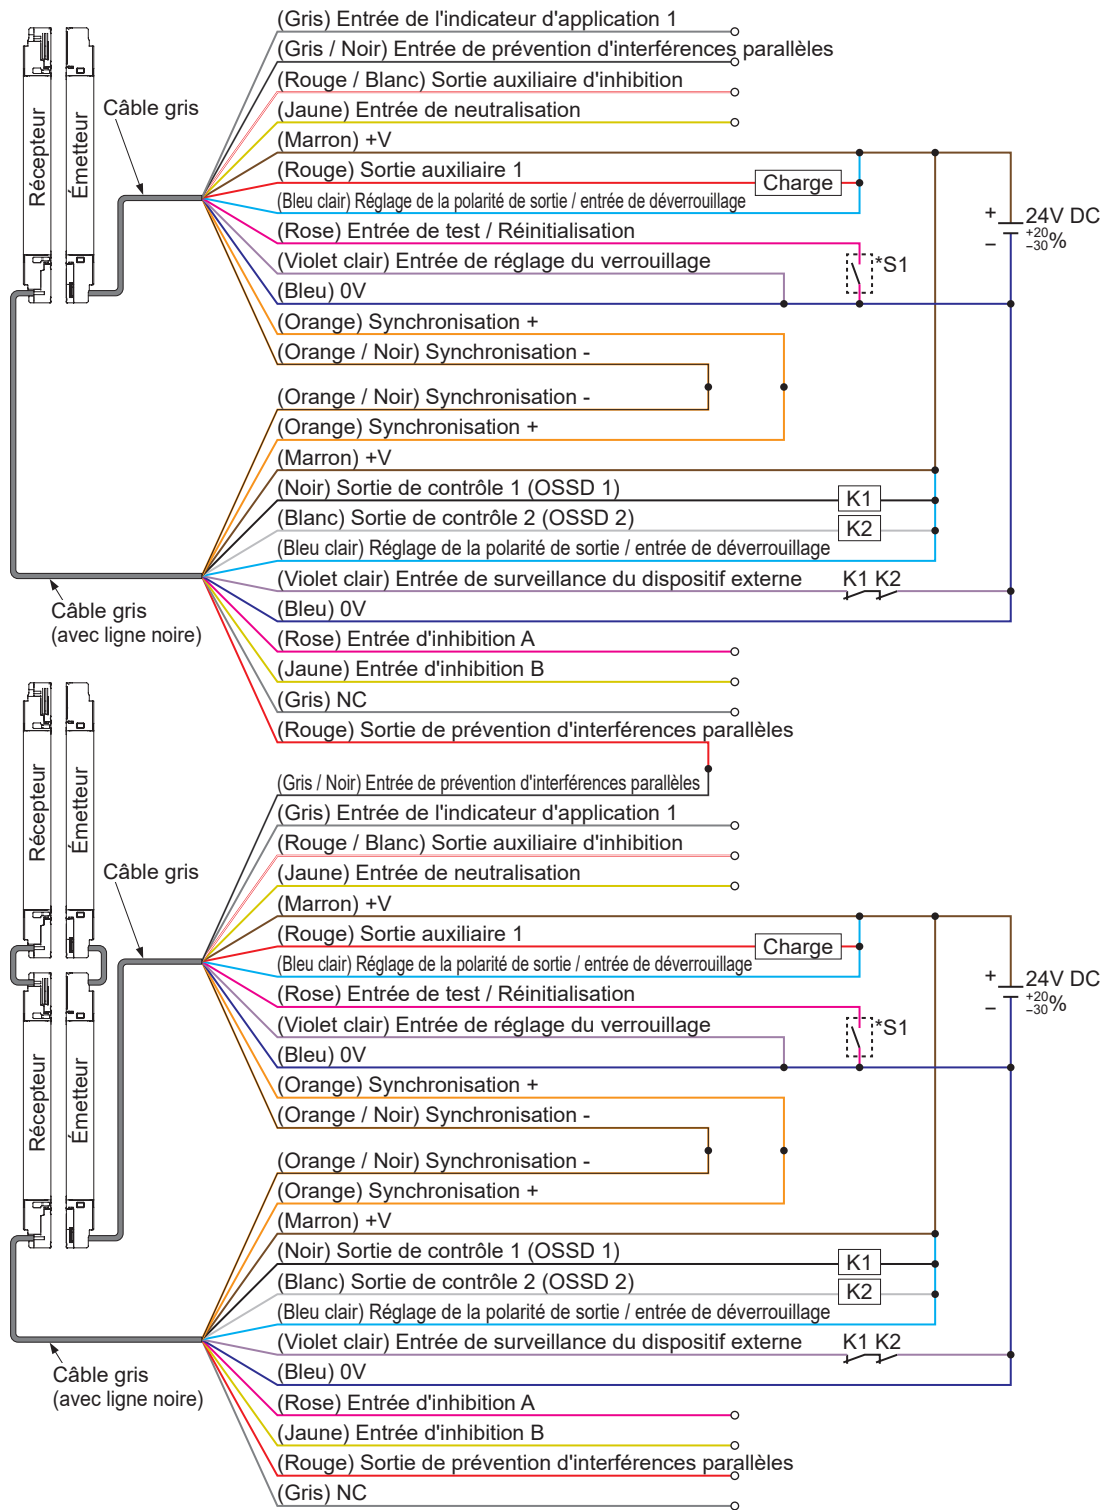 (Gris) Entrée de l'indicateur d'application 1
(Gris / Noir) Entrée de prévention d'interférences parallèles
(Rouge / Blanc) Sortie auxiliaire d'inhibition
(Jaune) Entrée de neutralisation
(Marron) +V
(Rouge) Sortie auxiliaire 1
Charge
(Bleu clair) Réglage de la polarité de sortie / entrée de déverrouillage
(Rose) Entrée de test / Réinitialisation
(Violet clair) Entrée de réglage du verrouillage
(Bleu) 0V
(Orange) Synchronisation +
(Orange / Noir) Synchronisation -
Récepteur
Émetteur
Câble gris
*S1
+
–
24V DC
+20
–30%
(Orange / Noir) Synchronisation -
(Orange) Synchronisation +
(Marron) +V
(Noir) Sortie de contrôle 1 (OSSD 1)
K1
(Blanc) Sortie de contrôle 2 (OSSD 2)
K2
(Bleu clair) Réglage de la polarité de sortie / entrée de déverrouillage
(Violet clair) Entrée de surveillance du dispositif externe
K1 K2
(Bleu) 0V
(Rose) Entrée d'inhibition A
(Jaune) Entrée d'inhibition B
(Gris) NC
(Rouge) Sortie de prévention d'interférences parallèles
Câble gris
(avec ligne noire)
(Gris / Noir) Entrée de prévention d'interférences parallèles
(Gris) Entrée de l'indicateur d'application 1
(Rouge / Blanc) Sortie auxiliaire d'inhibition
(Jaune) Entrée de neutralisation
(Marron) +V
(Rouge) Sortie auxiliaire 1
Charge
(Bleu clair) Réglage de la polarité de sortie / entrée de déverrouillage
(Rose) Entrée de test / Réinitialisation
(Violet clair) Entrée de réglage du verrouillage
(Bleu) 0V
(Orange) Synchronisation +
(Orange / Noir) Synchronisation -
Récepteur
Émetteur
Câble gris
Récepteur
Émetteur
*S1
+
–
24V DC
+20
–30%
(Orange / Noir) Synchronisation -
(Orange) Synchronisation +
(Marron) +V
(Noir) Sortie de contrôle 1 (OSSD 1)
K1
(Blanc) Sortie de contrôle 2 (OSSD 2)
K2
(Bleu clair) Réglage de la polarité de sortie / entrée de déverrouillage
(Violet clair) Entrée de surveillance du dispositif externe
K1 K2
(Bleu) 0V
(Rose) Entrée d'inhibition A
(Jaune) Entrée d'inhibition B
(Rouge) Sortie de prévention d'interférences parallèles
(Gris) NC
Câble gris
(avec ligne noire)